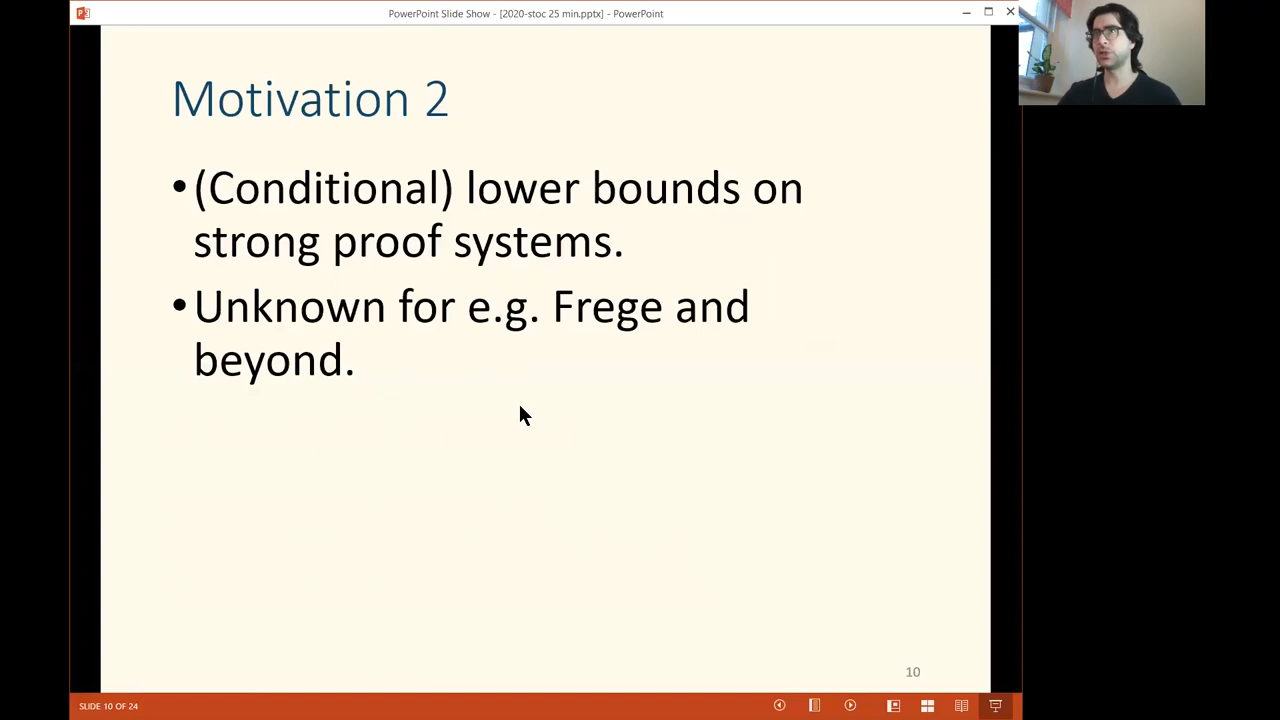 PowerPoint Slide Show - [2020-stoc 25 min.pptx] - PowerPoint
Motivation 2
•(Conditional) lower bounds on
strong proof systems.
•Unknown for e.g. Frege and
beyond.
10
SLIDE 10 OF 24